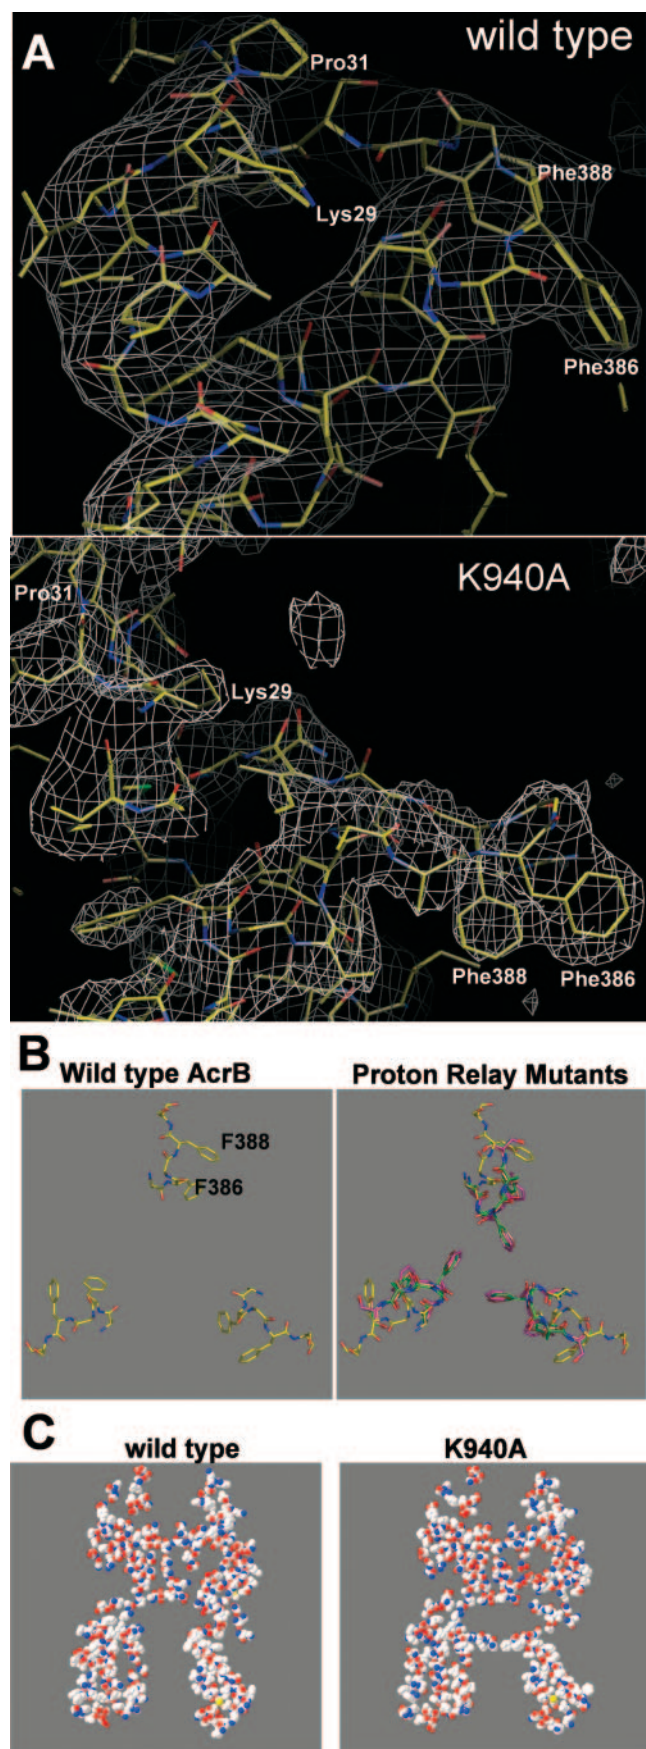 A
wild type
Pro31
Phe388
Lys29
Phe386
K940A
Pro31
Lys29
Phe388
Phe386
B
Wild type AcrB
Proton Relay Mutants
F388
F386
C
wild type
K940A